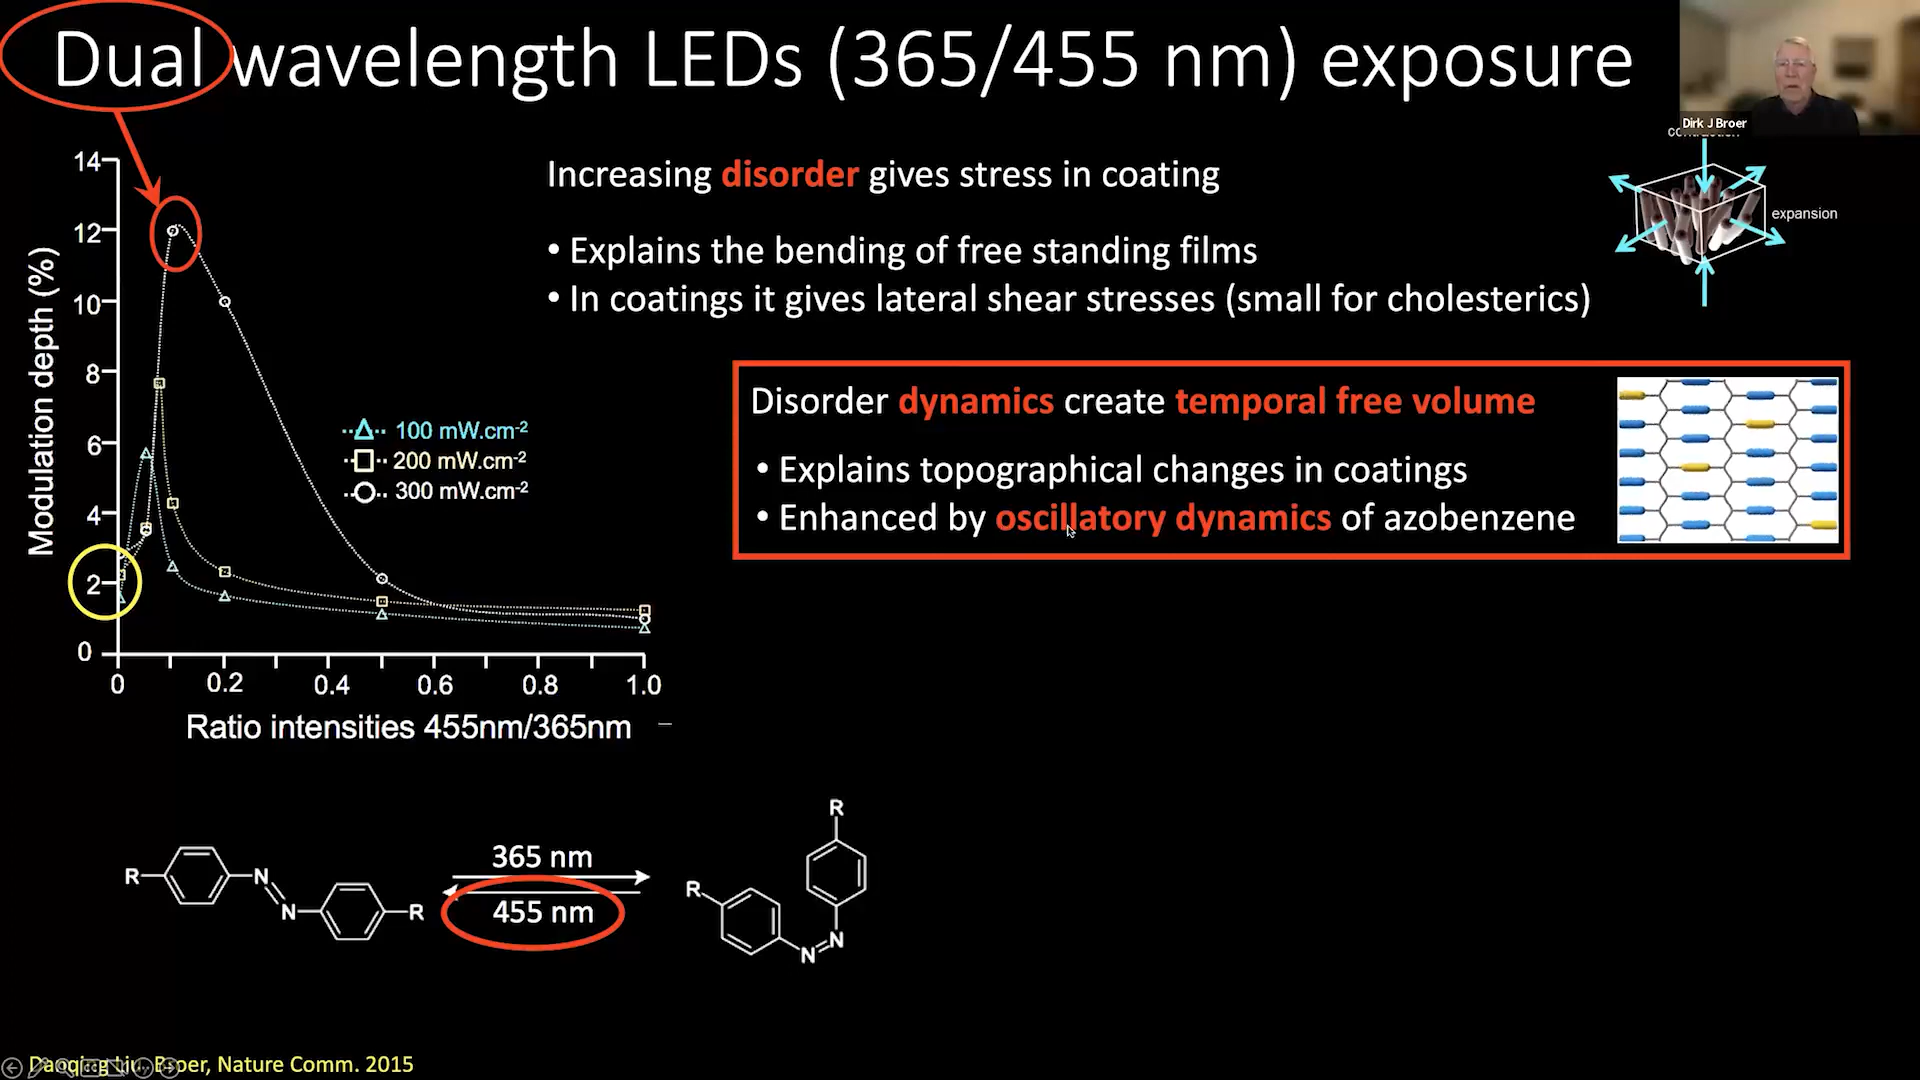 Dual wavelength LEDs (365/455 nm) exposure
Dirk J Broer
Increasing disorder gives stress in coating
• Explains the bending of free standing films
• In coatings it gives lateral shear stresses (small for cholesterics)
expansion
Disorder dynamics create temporal free volume
• Explains topographical changes in coatings
• Enhanced by oscillatory dynamics of azobenzene
Modulation depth (%)
14
12
10
8
6
4
2
0
100 mW.cm-2
200 mW.cm-2
300 mW.cm-2
0 0.2 0.4 0.6 0.8 1.0
Ratio intensities 455nm/365nm
R N N R
365 nm
455 nm
R R N N
Broer, Nature Comm. 2015